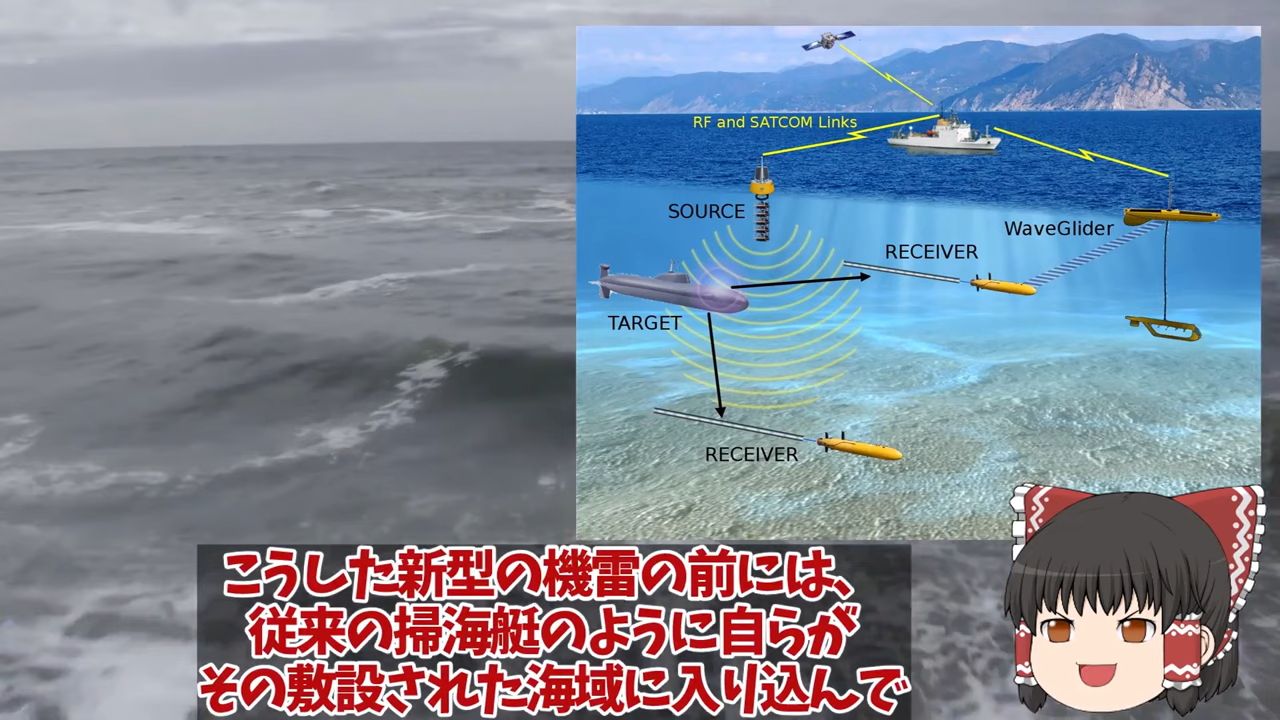 RF and SATCOM Links
SOURCE
WaveGlider
RECEIVER
TARGET
RECEIVER
こうした新型の機雷の前には、
従来の掃海艇のように自らが
その敷設された海域に入り込んで